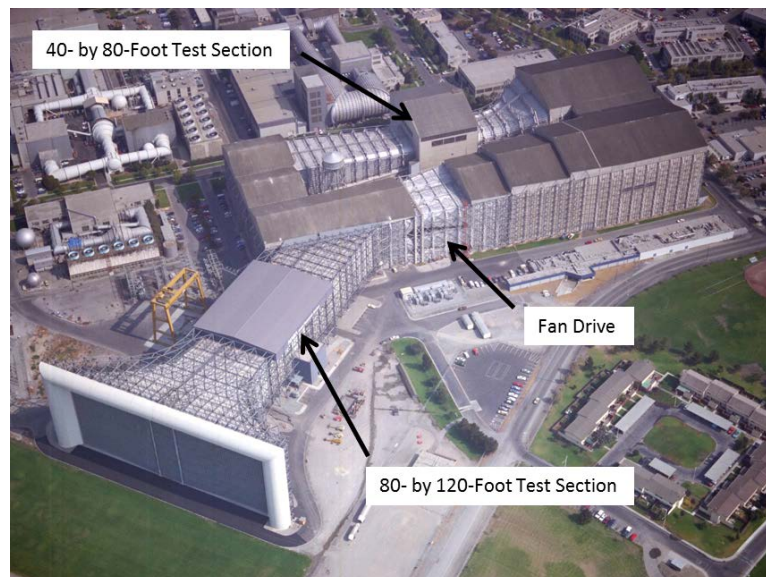 40- by 80-Foot Test Section
Fan Drive
80- by 120-Foot Test Section